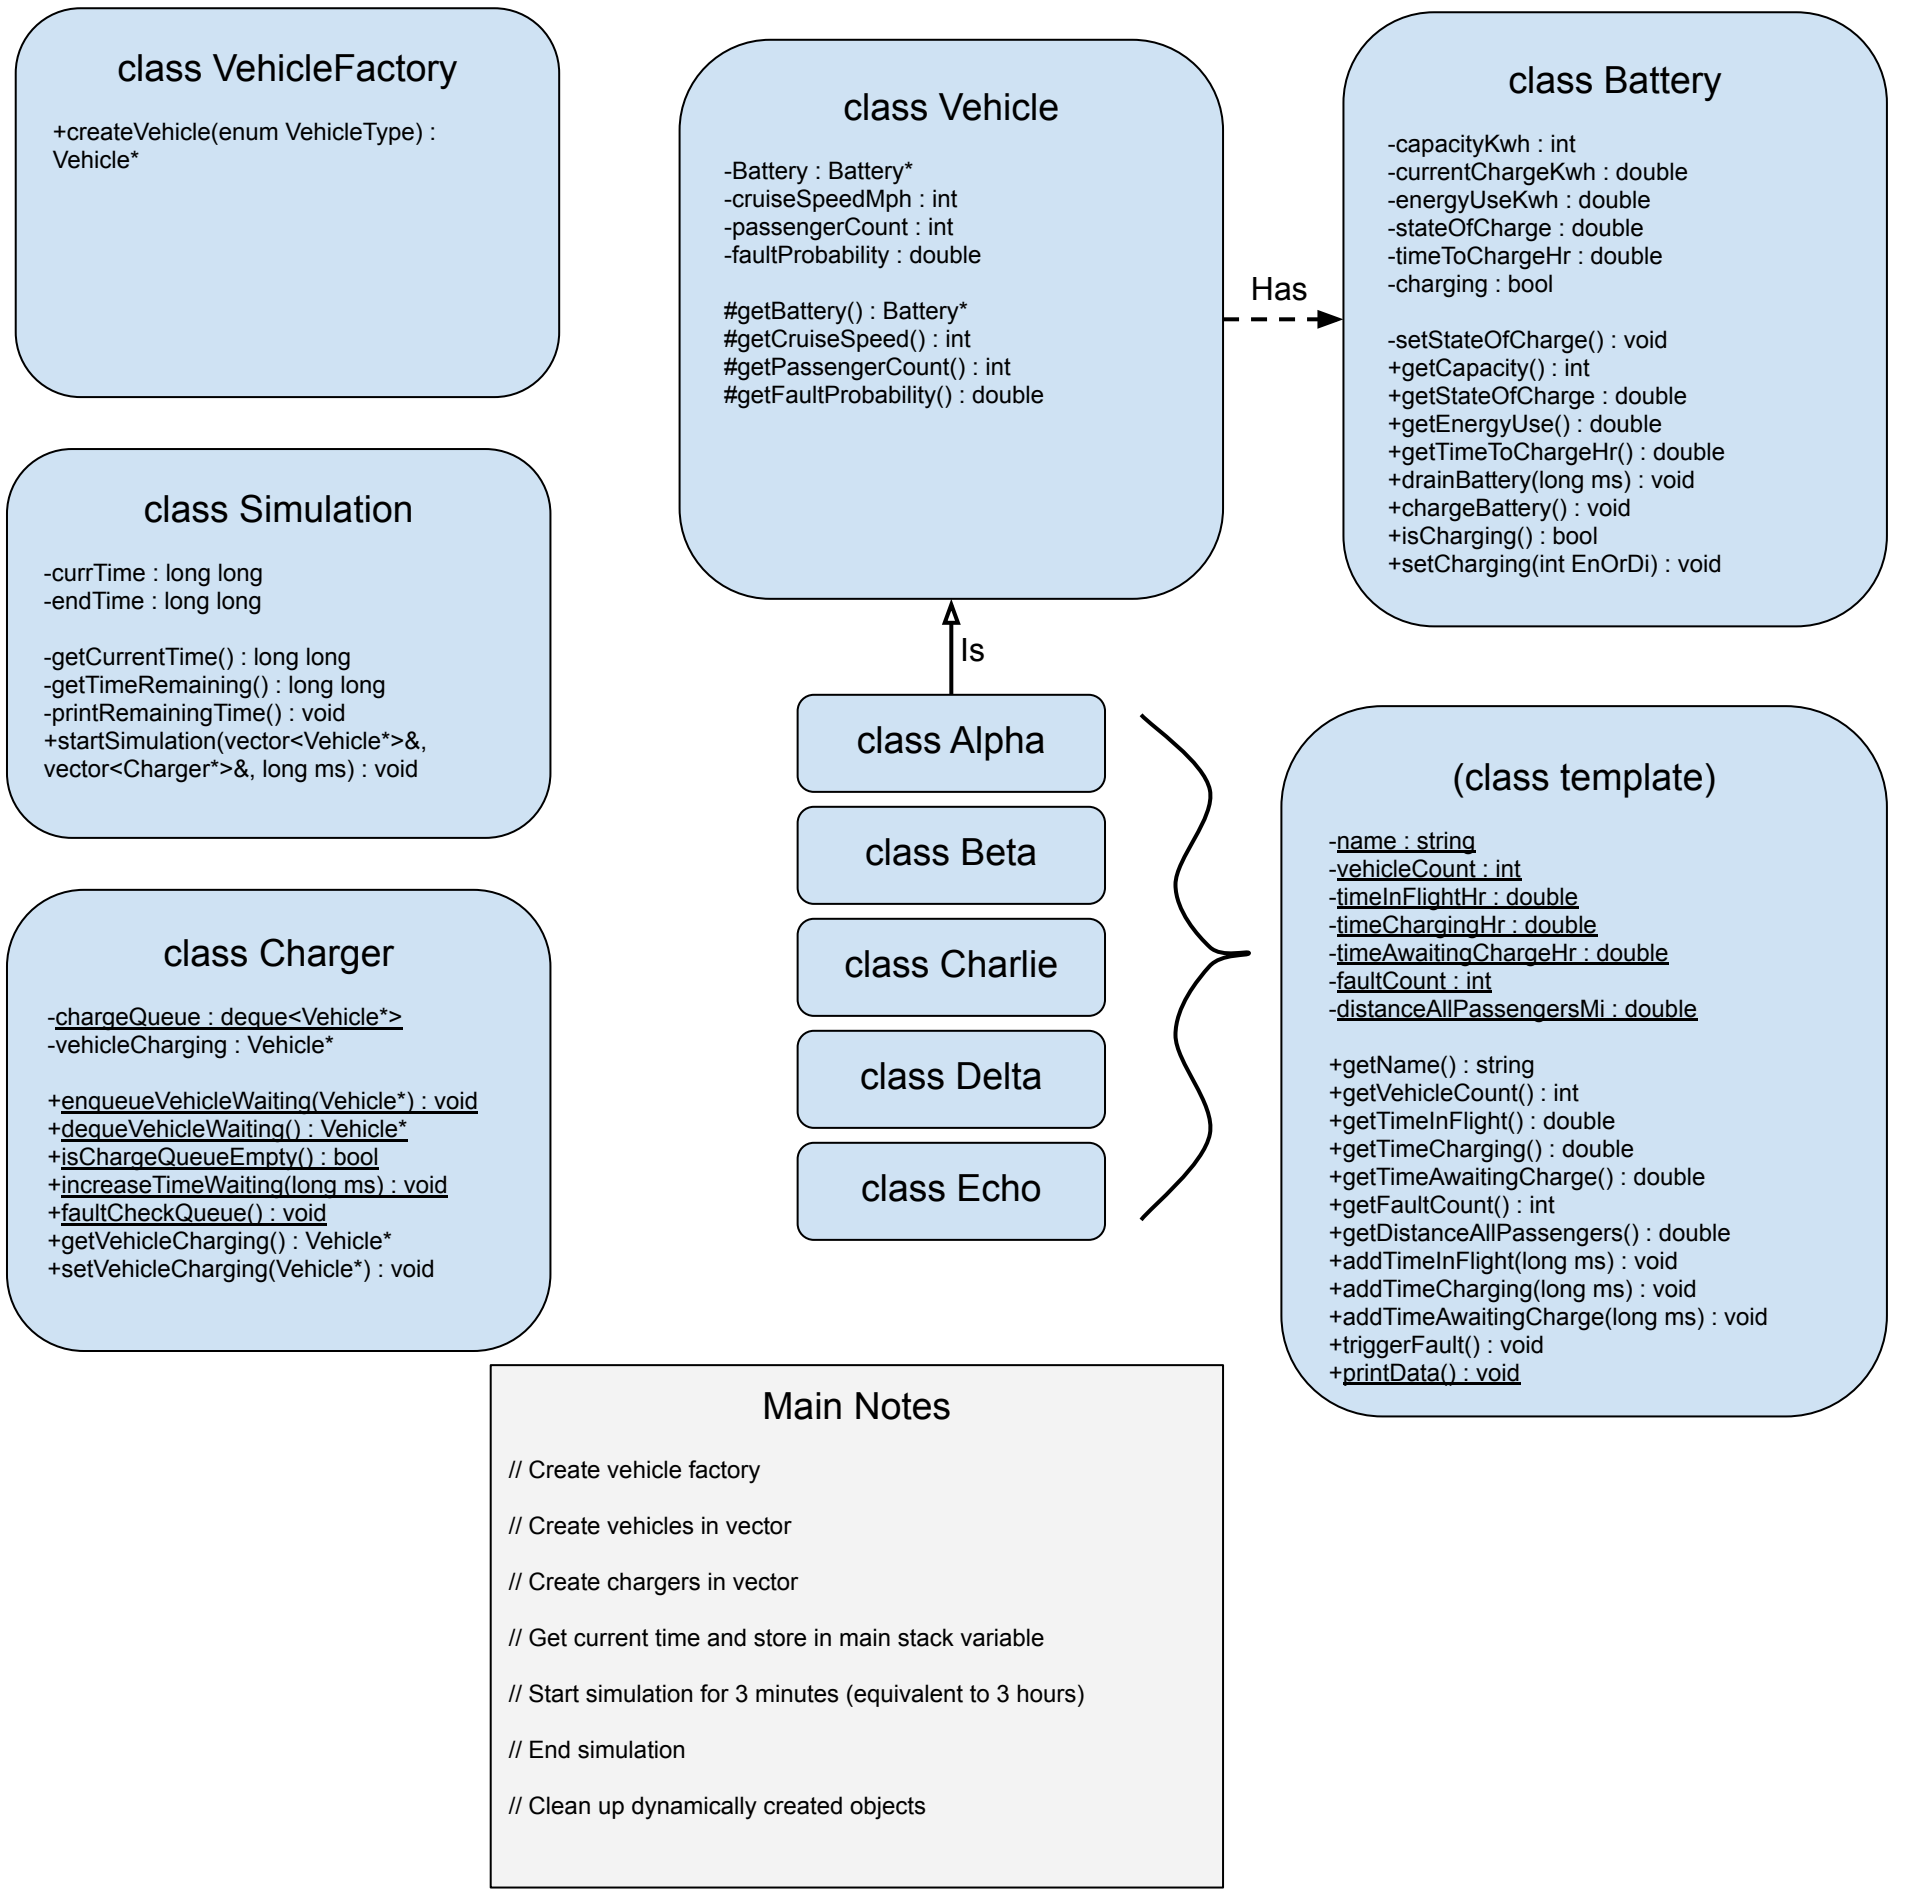 class VehicleFactory
+createVehicle(enum VehicleType) :
Vehicle*
class Simulation
-currTime : long long
-endTime : long long
-getCurrentTime() : long long
-getTimeRemaining() : long long
-printRemainingTime() : void
+startSimulation(vector<Vehicle*>&,
vector<Charger*>&, long ms) : void
class Charger
-chargeQueue : deque<Vehicle*>
-vehicleCharging : Vehicle*
+enqueueVehicleWaiting(Vehicle*) : void
+dequeVehicleWaiting() : Vehicle*
+isChargeQueueEmpty() : bool
+increaseTimeWaiting(long ms) : void
+faultCheckQueue() : void
+getVehicleCharging() : Vehicle*
+setVehicleCharging(Vehicle*) : void
class Vehicle
-Battery : Battery*
-cruiseSpeedMph : int
-passengerCount : int
-faultProbability : double
#getBattery() : Battery*
#getCruiseSpeed() : int
#getPassengerCount() : int
#getFaultProbability() : double
Has
class Battery
-capacityKwh : int
-currentChargeKwh : double
-energyUseKwh : double
-stateOfCharge : double
-timeToChargeHr : double
-charging : bool
-setStateOfCharge() : void
+getCapacity() : int
+getStateOfCharge : double
+getEnergyUse() : double
+getTimeToChargeHr() : double
+drainBattery(long ms) : void
+chargeBattery() : void
+isCharging() : bool
+setCharging(int EnOrDi) : void
Is
class Alpha
class Beta
class Charlie
class Delta
class Echo
(class template)
-name : string
-vehicleCount : int
-timeInFlightHr : double
-timeChargingHr : double
-timeAwaitingChargeHr : double
-faultCount : int
-distanceAllPassengersMi : double
+getName() : string
+getVehicleCount() : int
+getTimeInFlight() : double
+getTimeCharging() : double
+getTimeAwaitingCharge() : double
+getFaultCount() : int
+getDistanceAllPassengers() : double
+addTimeInFlight(long ms) : void
+addTimeCharging(long ms) : void
+addTimeAwaitingCharge(long ms) : void
+triggerFault() : void
+printData() : void
Main Notes
// Create vehicle factory
// Create vehicles in vector
// Create chargers in vector
// Get current time and store in main stack variable
// Start simulation for 3 minutes (equivalent to 3 hours)
// End simulation
// Clean up dynamically created objects